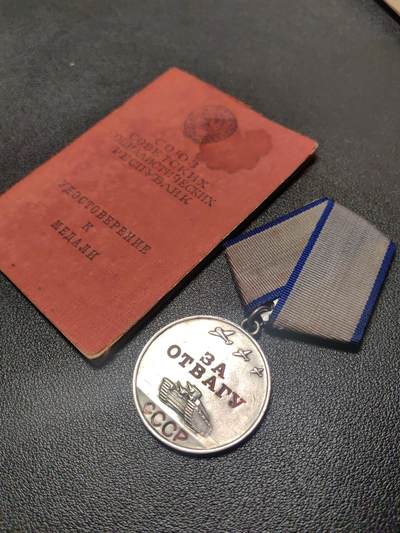 СОЮЗ
СОВЕТСКИХ
СОЦИАЛИСТИЧЕСКИХ
РЕСПУБЛИК
УДОСТОВЕРЕНИЕ
К
МЕДАЛИ
ЗА
ОТВАГУ
СССР